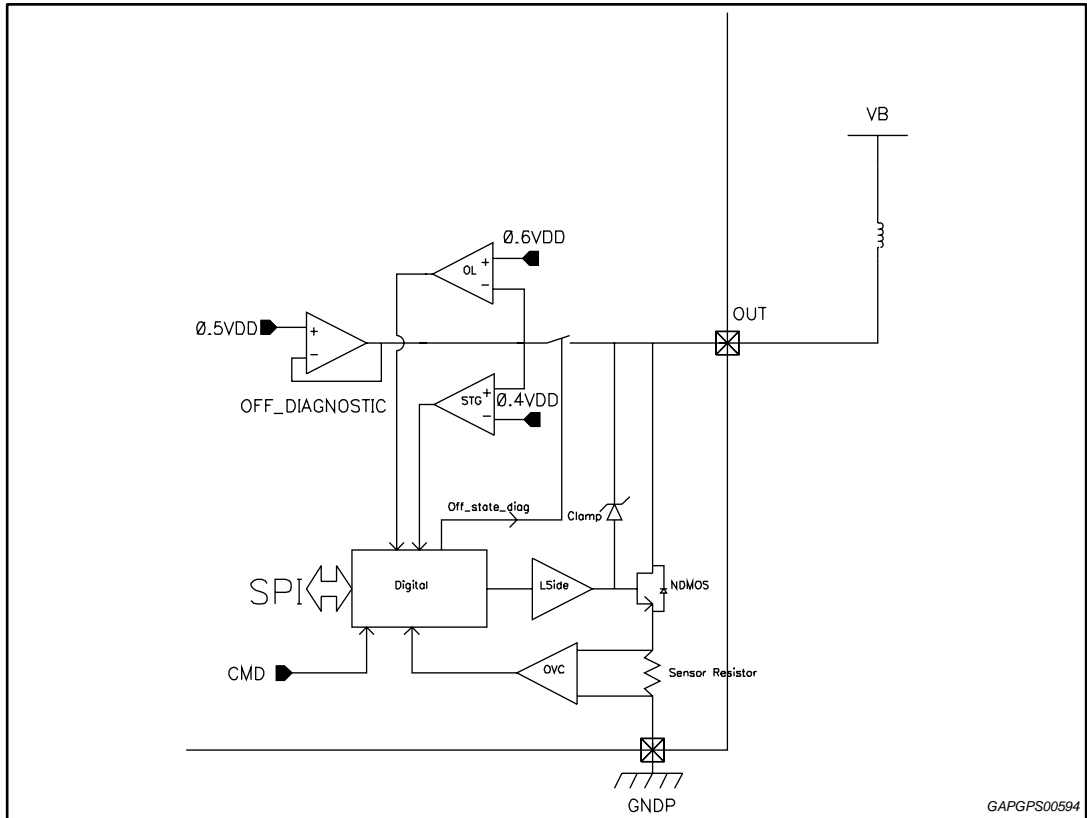 VB
0.6VDD
OL
+
−
OUT
0.5VDD
+
−
OFF_DIAGNOSTIC
STG
+
−
0.4VDD
Off_state_diag
Clamp
SPI
Digital
LSide
NDMOS
CMD
OVC
Sensor Resistor
GNDP
GAPGPS00594